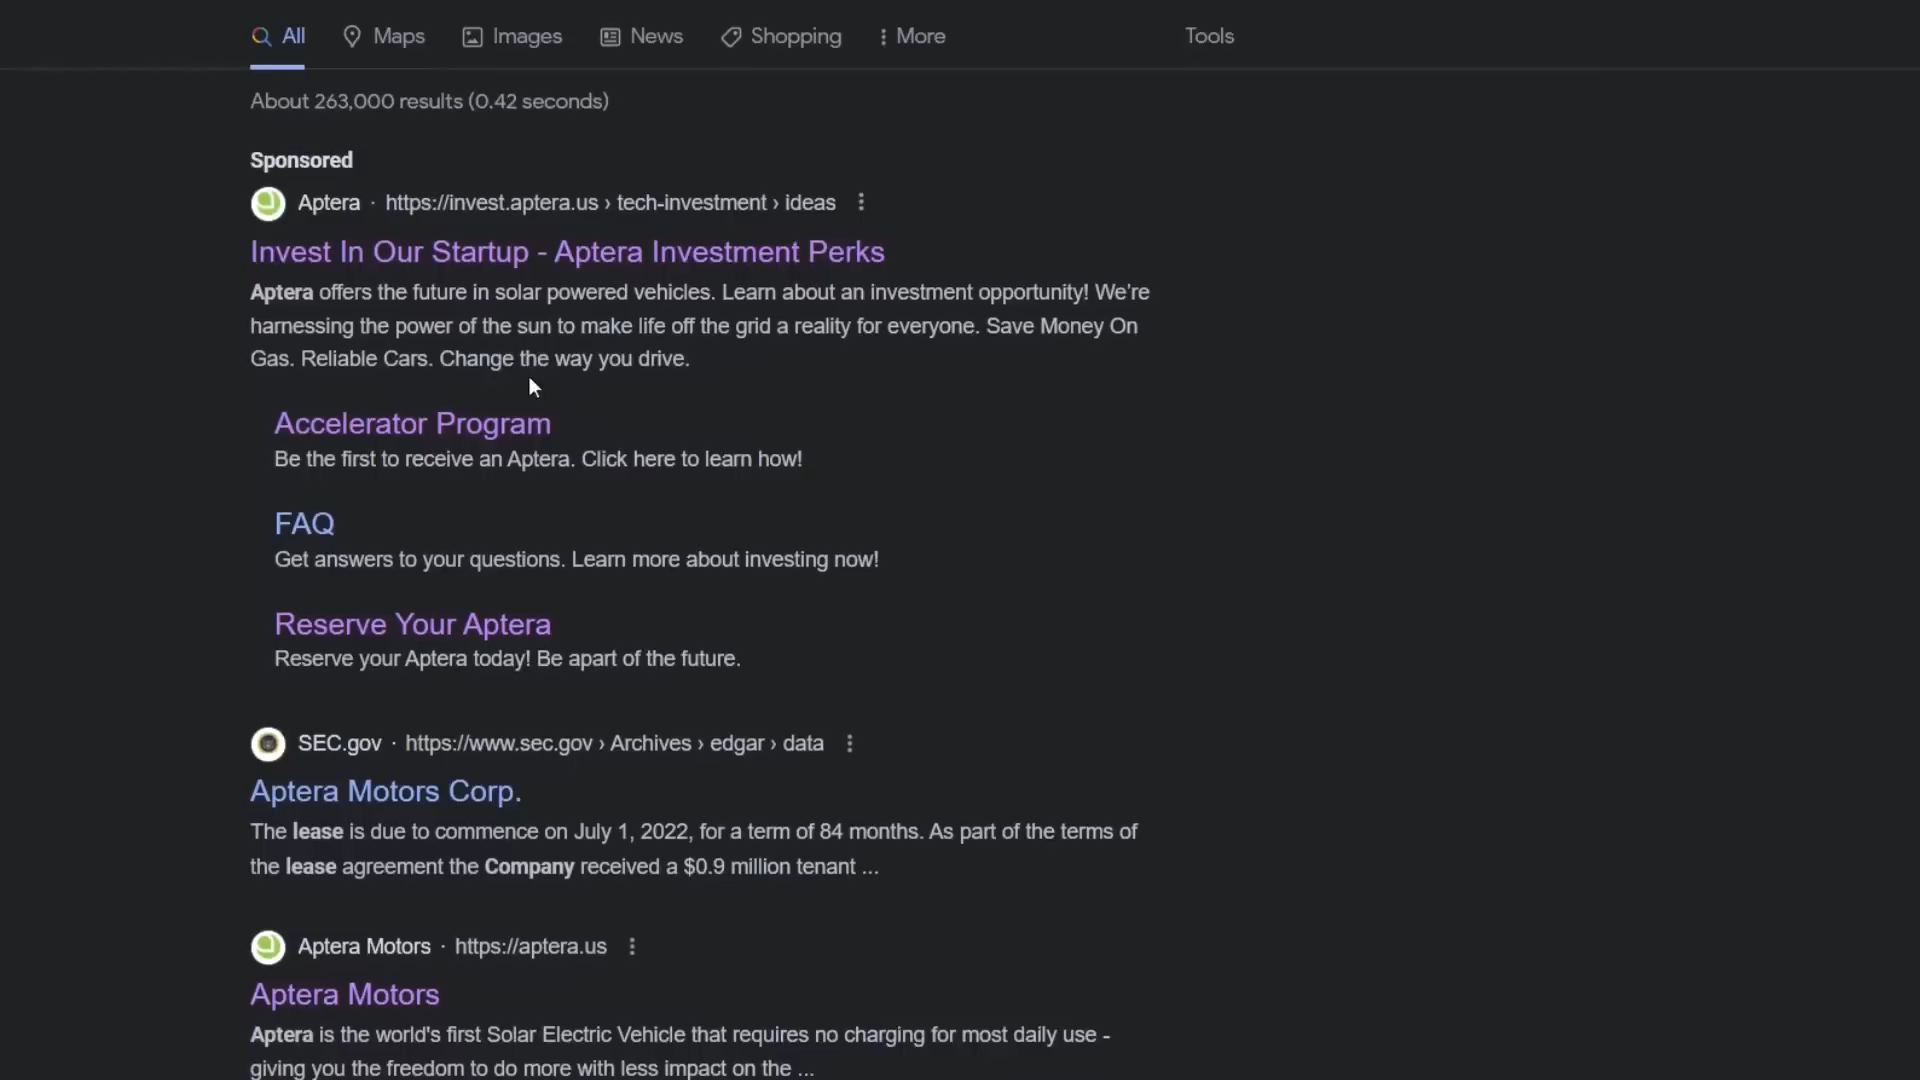 All Maps Images News Shopping More Tools
About 263,000 results (0.42 seconds)
Sponsored
Aptera · https://invest.aptera.us › tech-investment › ideas
Invest In Our Startup - Aptera Investment Perks
Aptera offers the future in solar powered vehicles. Learn about an investment opportunity! We're
harnessing the power of the sun to make life off the grid a reality for everyone. Save Money On
Gas. Reliable Cars. Change the way you drive.
Accelerator Program
Be the first to receive an Aptera. Click here to learn how!
FAQ
Get answers to your questions. Learn more about investing now!
Reserve Your Aptera
Reserve your Aptera today! Be apart of the future.
SEC.gov · https://www.sec.gov › Archives › edgar › data
Aptera Motors Corp.
The lease is due to commence on July 1, 2022, for a term of 84 months. As part of the terms of
the lease agreement the Company received a $0.9 million tenant ...
Aptera Motors · https://aptera.us
Aptera Motors
Aptera is the world's first Solar Electric Vehicle that requires no charging for most daily use -
giving you the freedom to do more with less impact on the ...